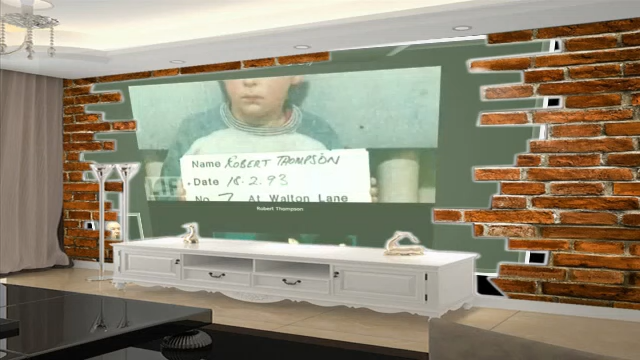 Name ROBERT THOMPSON
Date 18.2.93
No 7 At Walton Lane
Robert Thompson